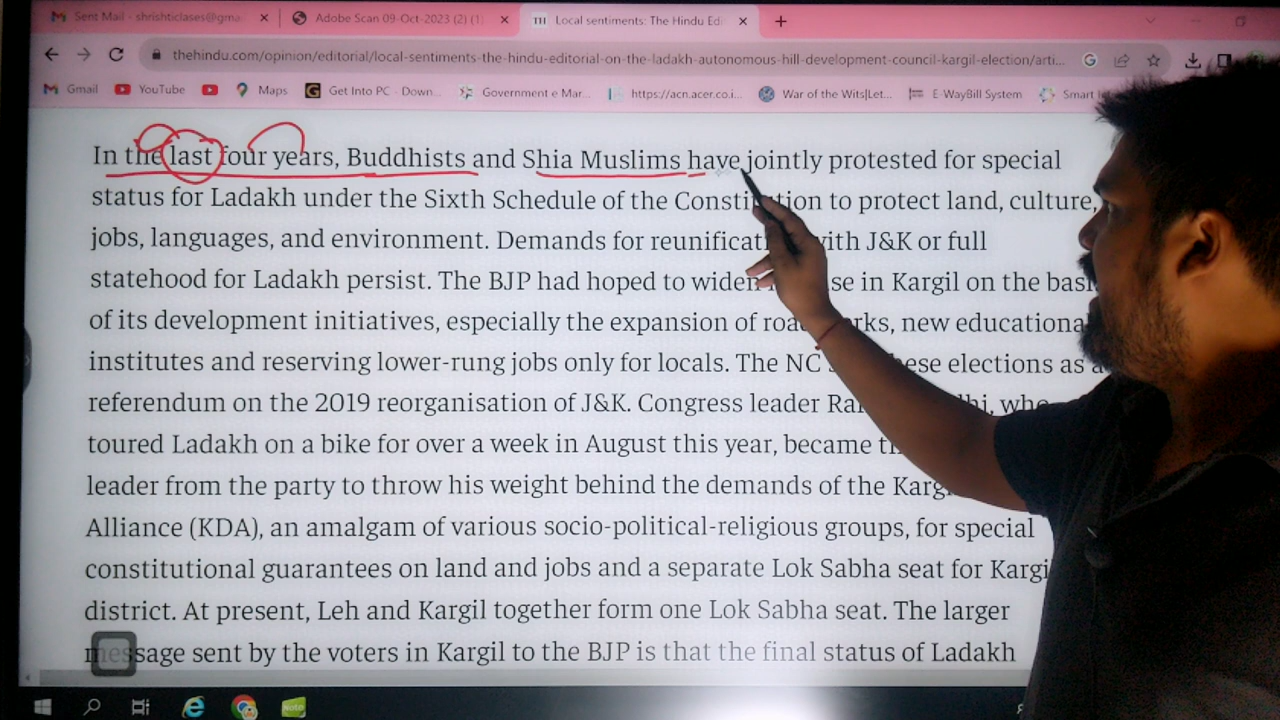 Sent Mail - shrishticlases@gma
Adobe Scan 09-Oct-2023 (2) (1)
TH Local sentiments: The Hindu Edi
thehindu.com/opinion/editorial/local-sentiments-the-hindu-editorial-on-the-ladakh-autonomous-hill-development-council-kargil-election/arti...
Gmail YouTube Maps Get Into PC - Down... Government e Mar... https://acn.acer.co.i... War of the Wits|Let... E-WayBill System Smart
In the last four years, Buddhists and Shia Muslims have jointly protested for special
status for Ladakh under the Sixth Schedule of the Constitution to protect land, culture,
jobs, languages, and environment. Demands for reunificati with J&K or full
statehood for Ladakh persist. The BJP had hoped to widen se in Kargil on the basi
of its development initiatives, especially the expansion of road rks, new educational
institutes and reserving lower-rung jobs only for locals. The NC s ese elections as a
referendum on the 2019 reorganisation of J&K. Congress leader Ra hi, who
toured Ladakh on a bike for over a week in August this year, became t
leader from the party to throw his weight behind the demands of the Karg
Alliance (KDA), an amalgam of various socio-political-religious groups, for special
constitutional guarantees on land and jobs and a separate Lok Sabha seat for Kargi
district. At present, Leh and Kargil together form one Lok Sabha seat. The larger
message sent by the voters in Kargil to the BJP is that the final status of Ladakh